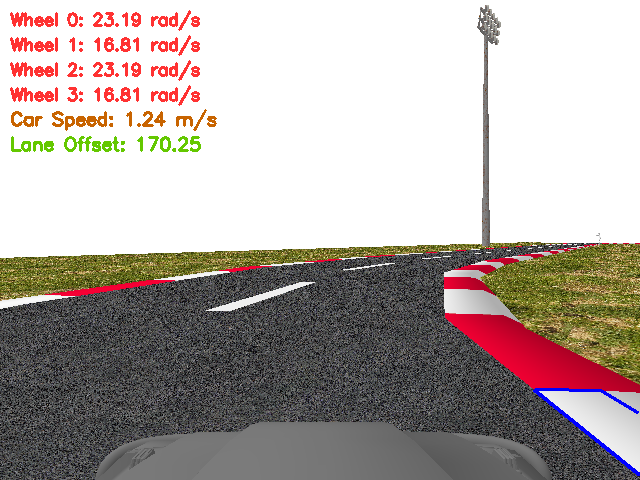 Wheel 0: 23.19 rad/s
Wheel 1: 16.81 rad/s
Wheel 2: 23.19 rad/s
Wheel 3: 16.81 rad/s
Car Speed: 1.24 m/s
Lane Offset: 170.25